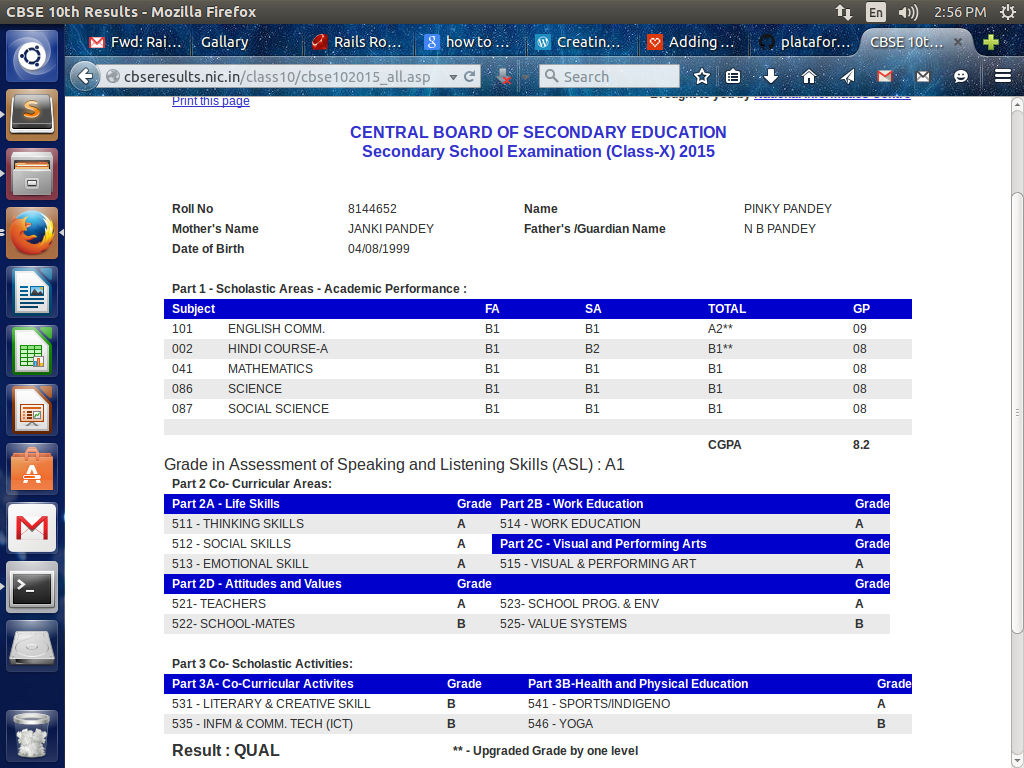 CBSE 10th Results - Mozilla Firefox En 2:56 PM
Fwd: Rai... Gallary Rails Ro... how to ... Creatin... Adding ... platafor... CBSE 10t...
cbseresults.nic.in/class10/cbse102015_all.asp Search
Print this page
CENTRAL BOARD OF SECONDARY EDUCATION
Secondary School Examination (Class-X) 2015
Roll No 8144652 Name PINKY PANDEY
Mother's Name JANKI PANDEY Father's /Guardian Name N B PANDEY
Date of Birth 04/08/1999
Part 1 - Scholastic Areas - Academic Performance :
Subject FA SA TOTAL GP
101 ENGLISH COMM. B1 B1 A2** 09
002 HINDI COURSE-A B1 B2 B1** 08
041 MATHEMATICS B1 B1 B1 08
086 SCIENCE B1 B1 B1 08
087 SOCIAL SCIENCE B1 B1 B1 08
CGPA 8.2
Grade in Assessment of Speaking and Listening Skills (ASL) : A1
Part 2 Co- Curricular Areas:
Part 2A - Life Skills Grade Part 2B - Work Education Grade
511 - THINKING SKILLS A 514 - WORK EDUCATION A
512 - SOCIAL SKILLS A Part 2C - Visual and Performing Arts Grade
513 - EMOTIONAL SKILL A 515 - VISUAL & PERFORMING ART A
Part 2D - Attitudes and Values Grade Grade
521- TEACHERS A 523- SCHOOL PROG. & ENV A
522- SCHOOL-MATES B 525- VALUE SYSTEMS B
Part 3 Co- Scholastic Activities:
Part 3A- Co-Curricular Activites Grade Part 3B-Health and Physical Education Grade
531 - LITERARY & CREATIVE SKILL B 541 - SPORTS/INDIGENO A
535 - INFM & COMM. TECH (ICT) B 546 - YOGA B
Result : QUAL ** - Upgraded Grade by one level